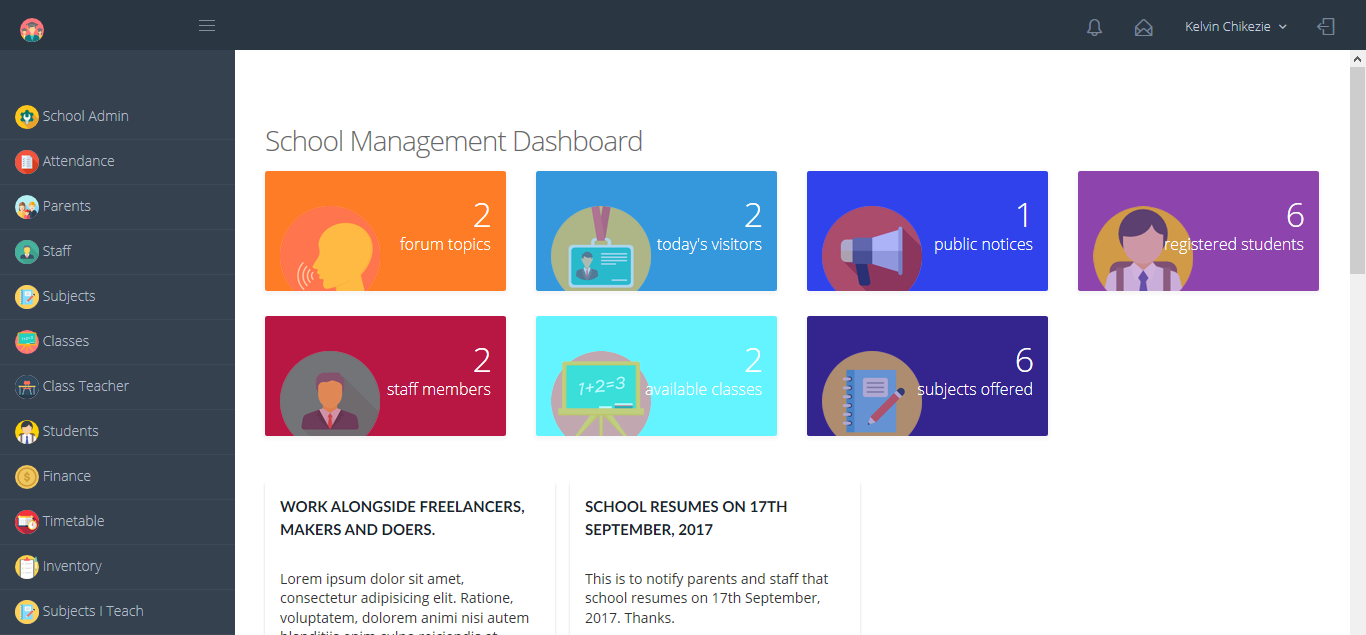 Kelvin Chikezie
School Admin
Attendance
Parents
Staff
Subjects
Classes
Class Teacher
Students
Finance
Timetable
Inventory
Subjects I Teach
School Management Dashboard
2
forum topics
2
today's visitors
1
public notices
6
registered students
2
staff members
1+2=3
2
available classes
6
subjects offered
WORK ALONGSIDE FREELANCERS,
MAKERS AND DOERS.
Lorem ipsum dolor sit amet,
consectetur adipisicing elit. Ratione,
voluptatem, dolorem animi nisi autem
SCHOOL RESUMES ON 17TH
SEPTEMBER, 2017
This is to notify parents and staff that
school resumes on 17th September,
2017. Thanks.